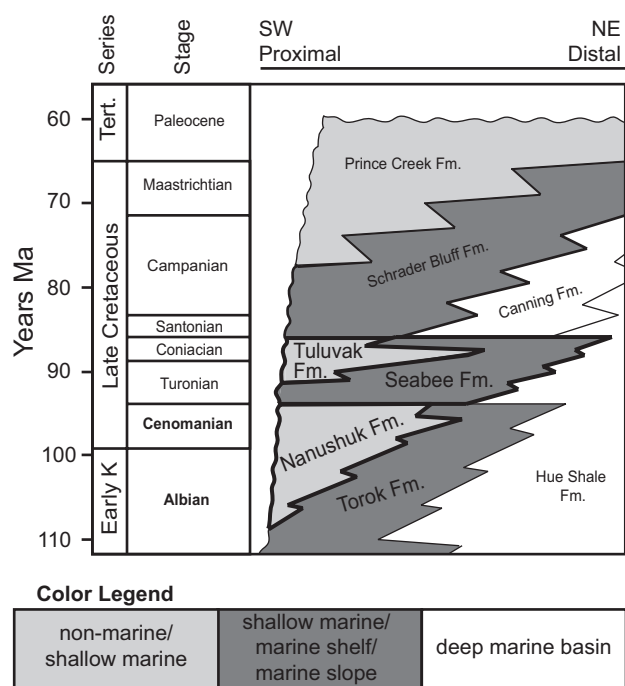 Series
Stage
SW
Proximal
NE
Distal
Years Ma
60
70
80
90
100
110
Tert.
Late Cretaceous
Early K
Paleocene
Maastrichtian
Campanian
Santonian
Coniacian
Turonian
Cenomanian
Albian
Prince Creek Fm.
Schrader Bluff Fm.
Canning Fm.
Tuluvak
Fm.
Seabee Fm.
Nanushuk Fm.
Torok Fm.
Hue Shale
Fm.
Color Legend
non-marine/
shallow marine
shallow marine/
marine shelf/
marine slope
deep marine basin